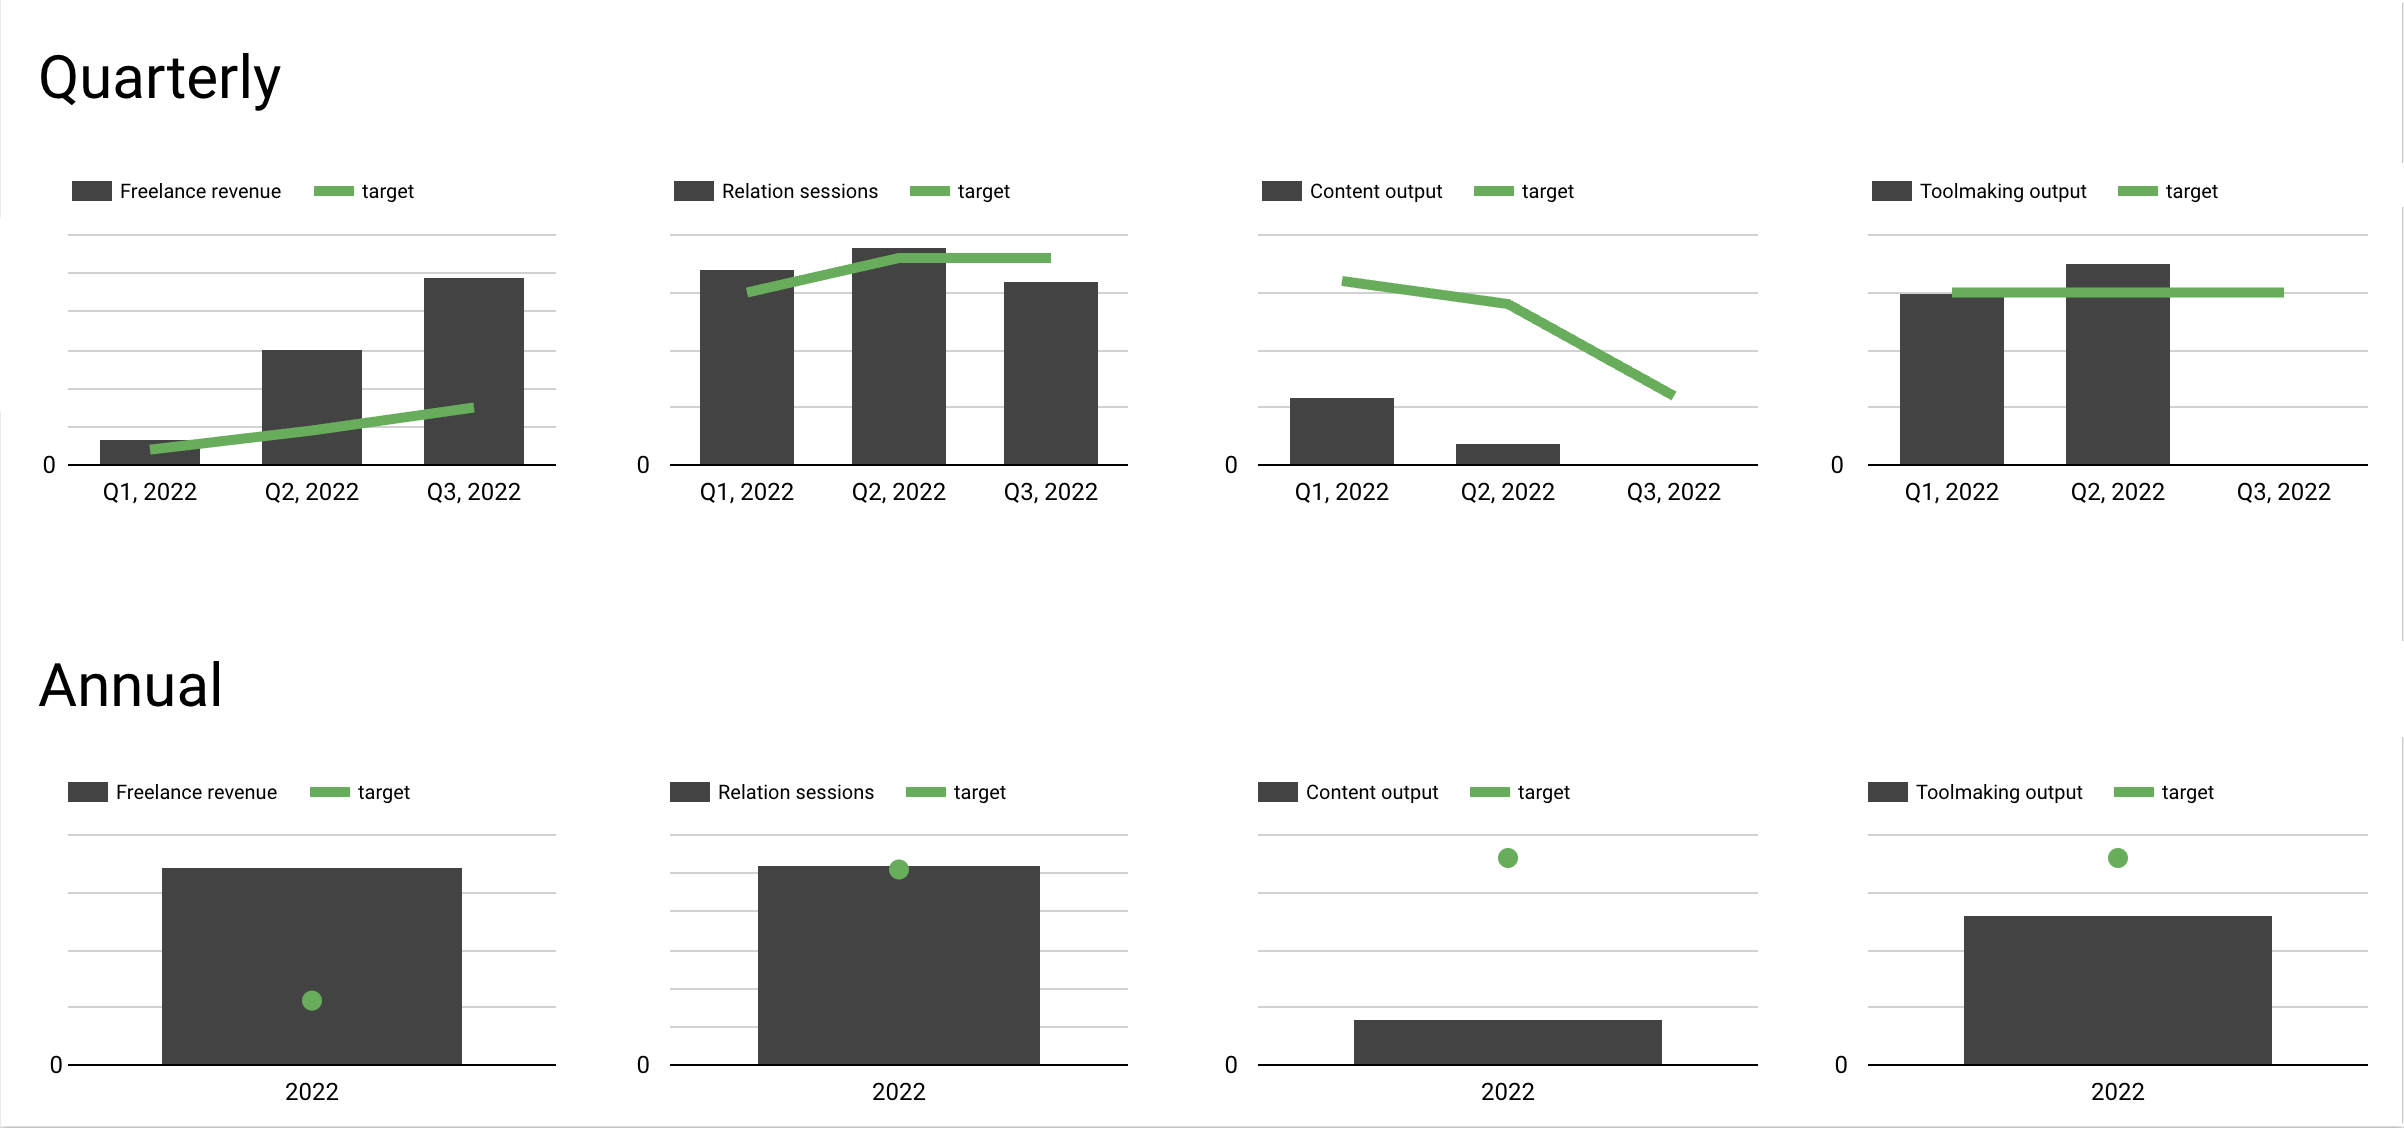 Quarterly
Freelance revenue target
Relation sessions target
Content output target
Toolmaking output target
0
Q1, 2022 Q2, 2022 Q3, 2022
0
Q1, 2022 Q2, 2022 Q3, 2022
0
Q1, 2022 Q2, 2022 Q3, 2022
0
Q1, 2022 Q2, 2022 Q3, 2022
Annual
Freelance revenue target
Relation sessions target
Content output target
Toolmaking output target
0
2022
0
2022
0
2022
0
2022